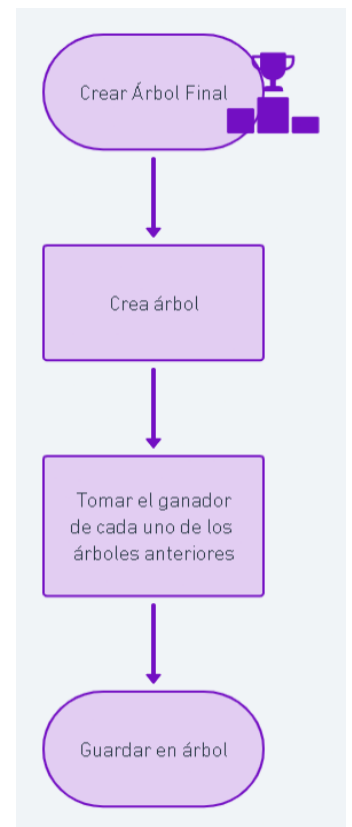 Crear Árbol Final
Crea árbol
Tomar el ganador
de cada uno de los
árboles anteriores
Guardar en árbol